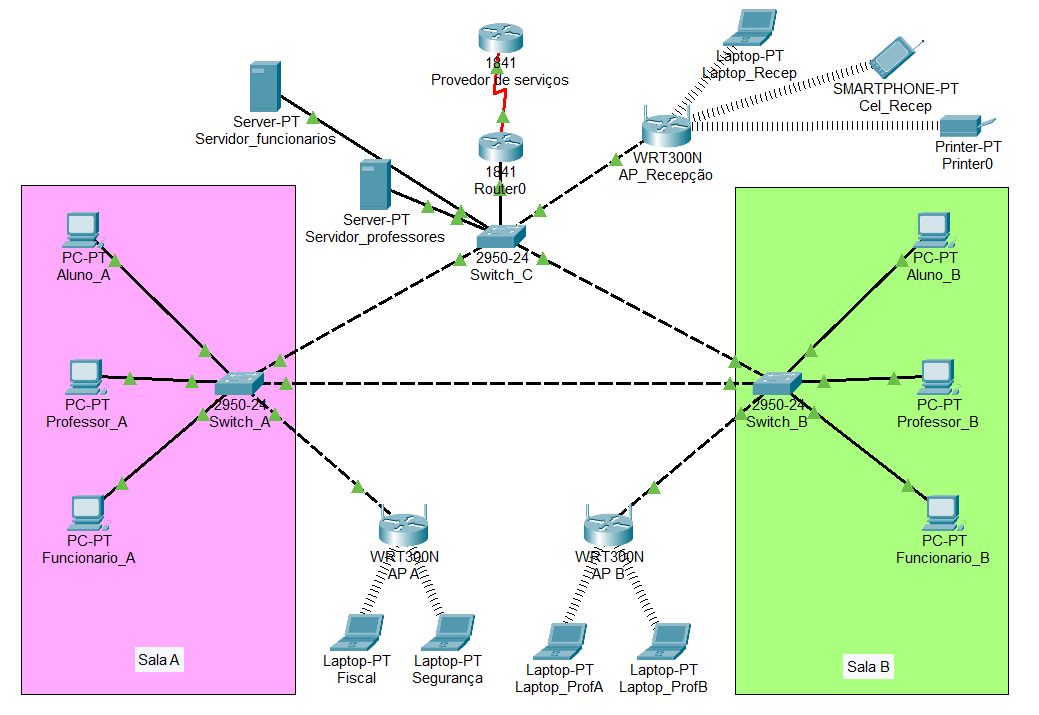 1841
Provedor de serviços
Laptop-PT
Laptop_Recep
SMARTPHONE-PT
Cel_Recep
Server-PT
Servidor_funcionarios
1841
Router0
WRT300N
AP_Recepção
Printer-PT
Printer0
Server-PT
Servidor_professores
2950-24
Switch_C
PC-PT
Aluno_A
PC-PT
Aluno_B
PC-PT
Professor_A
2950-24
Switch_A
2950-24
Switch_B
PC-PT
Professor_B
PC-PT
Funcionario_A
WRT300N
AP A
WRT300N
AP B
PC-PT
Funcionario_B
Sala A
Laptop-PT
Fiscal
Laptop-PT
Segurança
Laptop-PT
Laptop_ProfA
Laptop-PT
Laptop_ProfB
Sala B